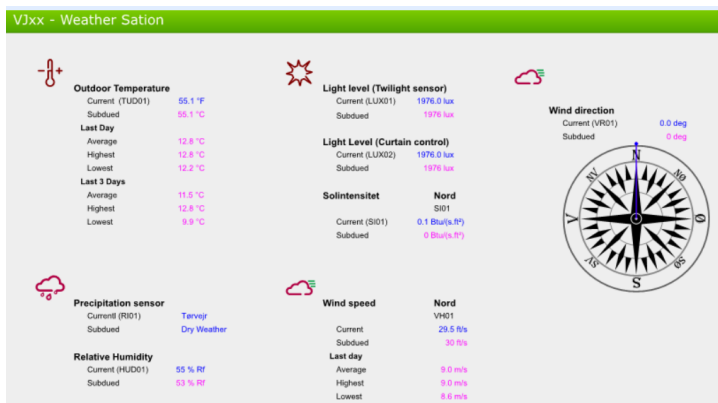 VJxx - Weather Sation
Outdoor Temperature
Current (TUD01) 55.1 °F
Subdued 55.1 °C
Last Day
Average 12.8 °C
Highest 12.8 °C
Lowest 12.2 °C
Last 3 Days
Average 11.5 °C
Highest 12.8 °C
Lowest 9.9 °C
Precipitation sensor
Currentl (RI01) Tørvejr
Subdued Dry Weather
Relative Humidity
Current (HUD01) 55 % Rf
Subdued 53 % Rf
Light level (Twilight sensor)
Current (LUX01) 1976.0 lux
Subdued 1976 lux
Light Level (Curtain control)
Current (LUX02) 1976.0 lux
Subdued 1976 lux
Solintensitet Nord
SI01
Current (SI01) 0.1 Btu/(s.ft²)
Subdued 0 Btu/(s.ft²)
Wind speed Nord
VH01
Current 29.5 ft/s
Subdued 30 ft/s
Last day
Average 9.0 m/s
Highest 9.0 m/s
Lowest 8.6 m/s
Wind direction
Current (VR01) 0.0 deg
Subdued 0 deg
N
NV NØ
V Ø
SV SØ
S